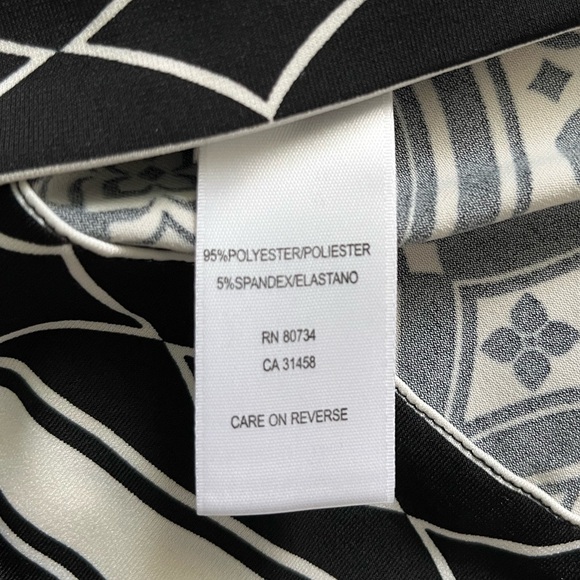 95%POLYESTER/POLIESTER
5%SPANDEX/ELASTANO
RN 80734
CA 31458
CARE ON REVERSE